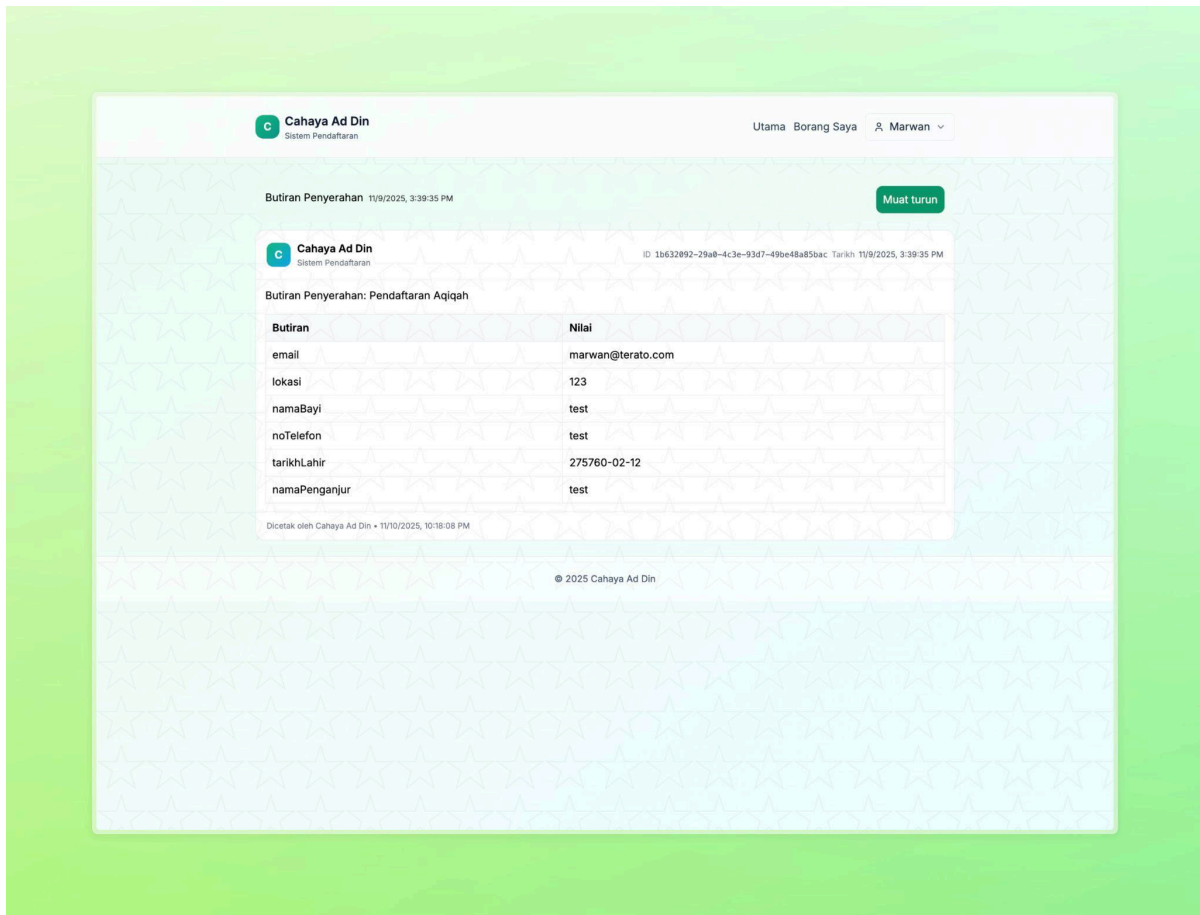 C Cahaya Ad Din
Sistem Pendaftaran
Utama Borang Saya Marwan
Butiran Penyerahan 11/9/2025, 3:39:35 PM
Muat turun
C Cahaya Ad Din
Sistem Pendaftaran
ID 1b632092-29a0-4c3e-93d7-49be48a85bac Tarikh 11/9/2025, 3:39:35 PM
Butiran Penyerahan: Pendaftaran Aqiqah
Butiran Nilai
email marwan@terato.com
lokasi 123
namaBayi test
noTelefon test
tarikhLahir 275760-02-12
namaPenganjur test
Dicetak oleh Cahaya Ad Din • 11/10/2025, 10:18:08 PM
© 2025 Cahaya Ad Din